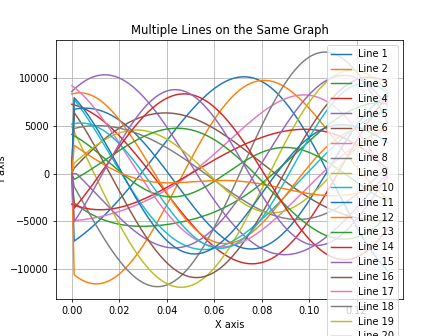 Multiple Lines on the Same Graph
10000
5000
0
−5000
−10000
0.00 0.02 0.04 0.06 0.08 0.10
X axis
axis
Line 1
Line 2
Line 3
Line 4
Line 5
Line 6
Line 7
Line 8
Line 9
Line 10
Line 11
Line 12
Line 13
Line 14
Line 15
Line 16
Line 17
Line 18
Line 19
Line 20